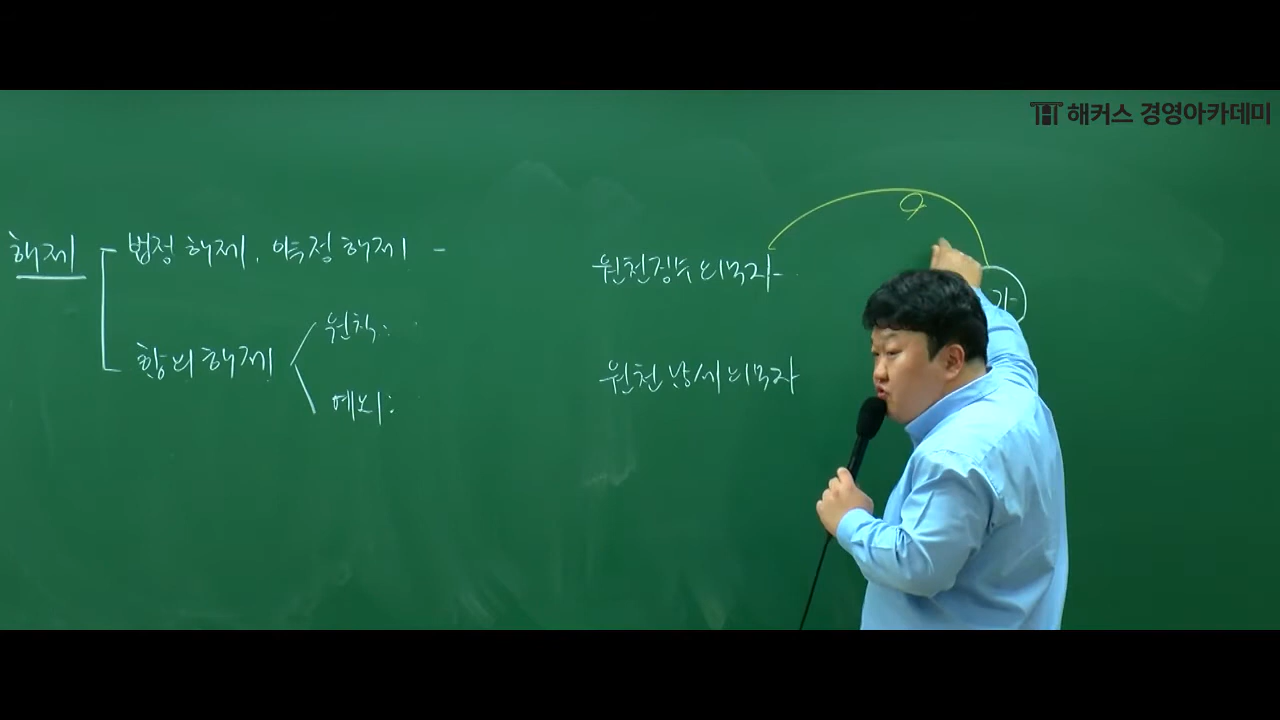 해커스 경영아카데미
해제
법정 해제, 약정 해제 -
합의 해제
원칙:
예외:
원천징수의무자 -
원천납세의무자